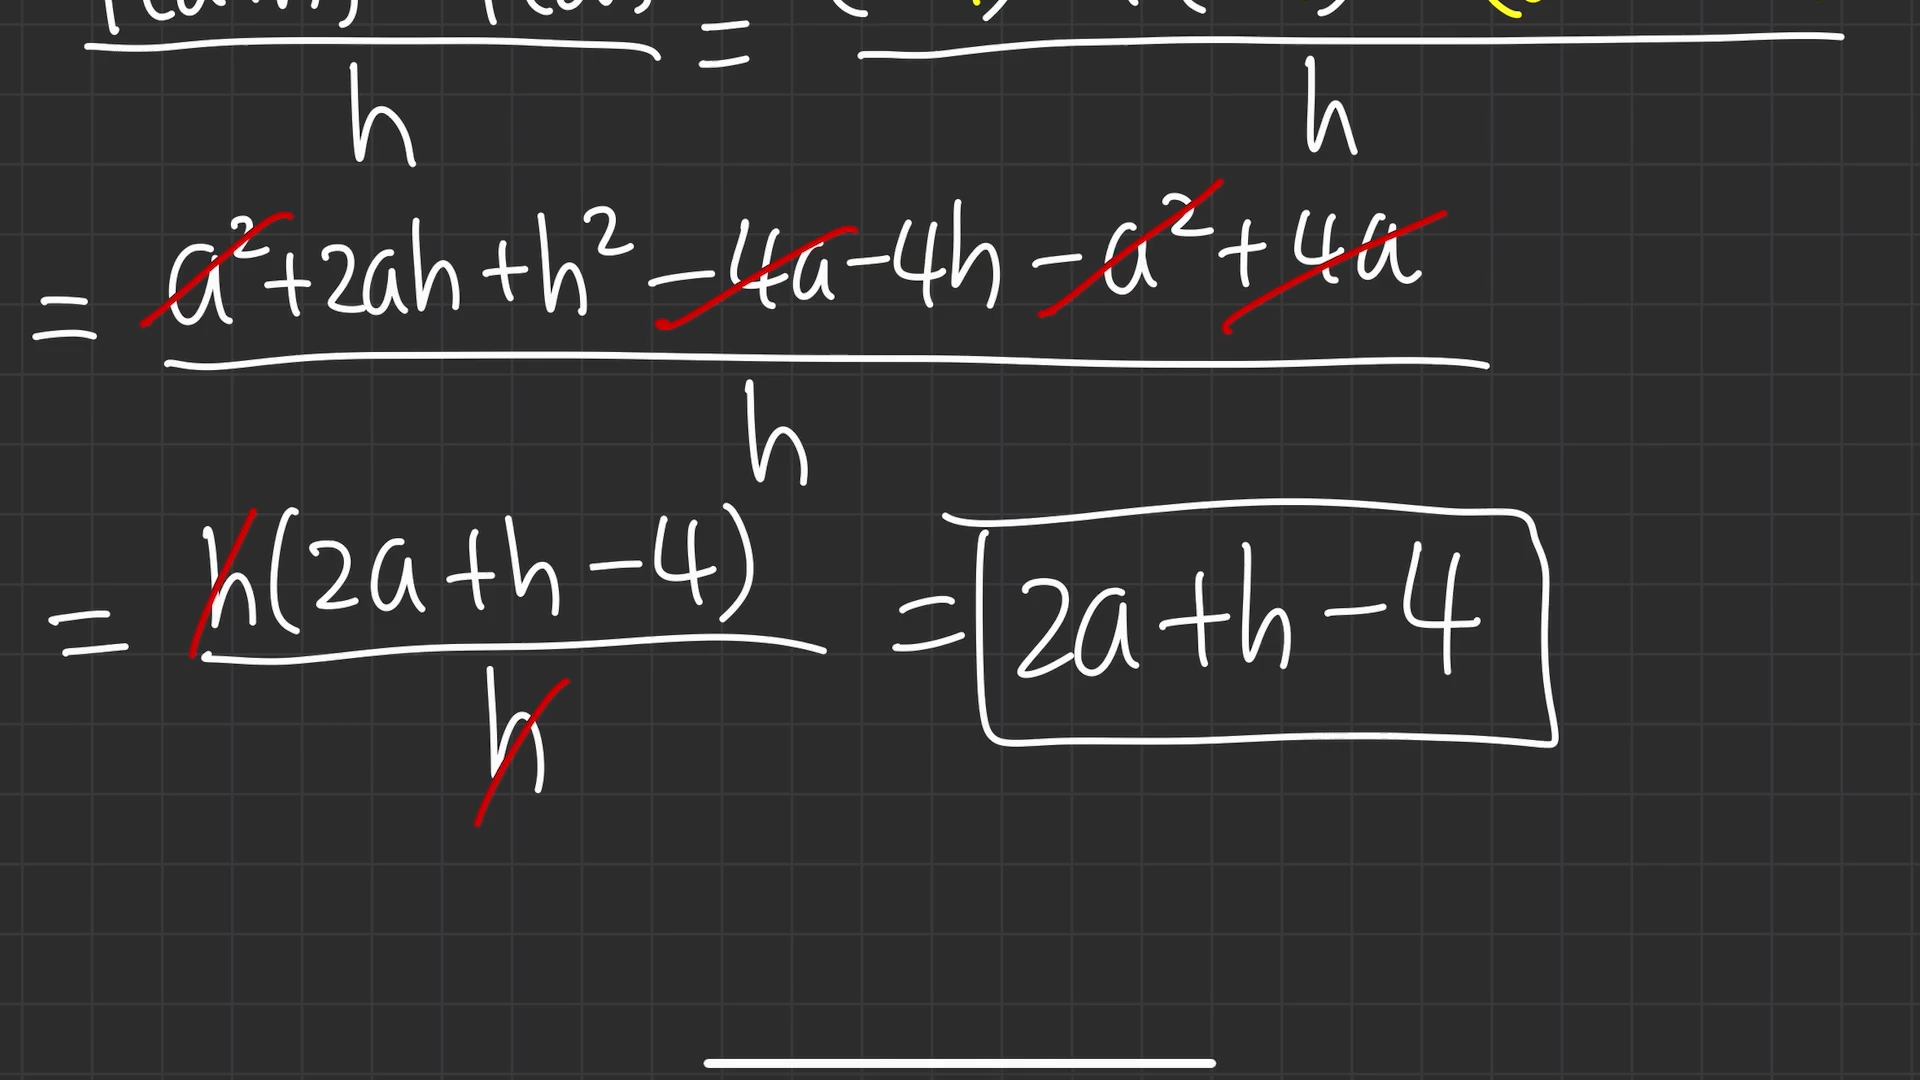 =
h h
= a²+2ah+h²-4a-4h-a²+4a
h
= h(2a+h-4) = 2a+h-4
h